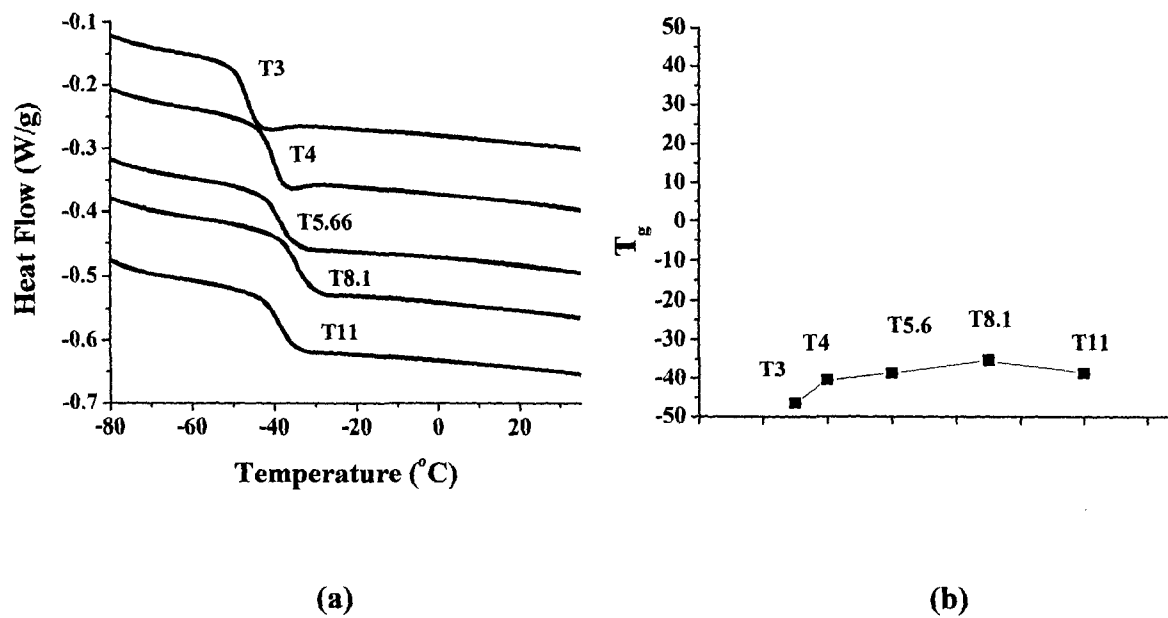 -0.1
-0.2
-0.3
-0.4
-0.5
-0.6
-0.7
Heat Flow (W/g)
T3
T4
T5.66
T8.1
T11
-80 -60 -40 -20 0 20
Temperature (°C)
(a)
50
40
30
20
10
0
-10
-20
-30
-40
-50
Tg
T3
T4
T5.6
T8.1
T11
(b)